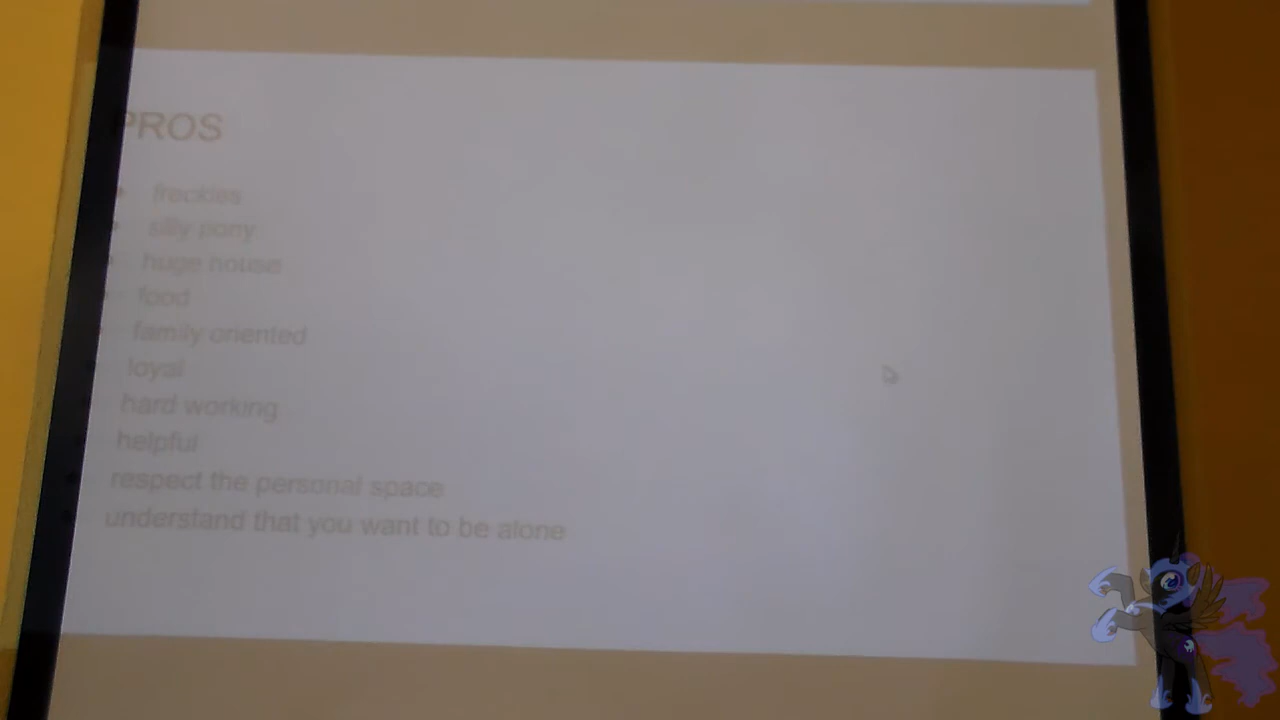 PROS
freckles
silly pony
huge house
food
family oriented
loyal
hard working
helpful
respect the personal space
understand that you want to be alone